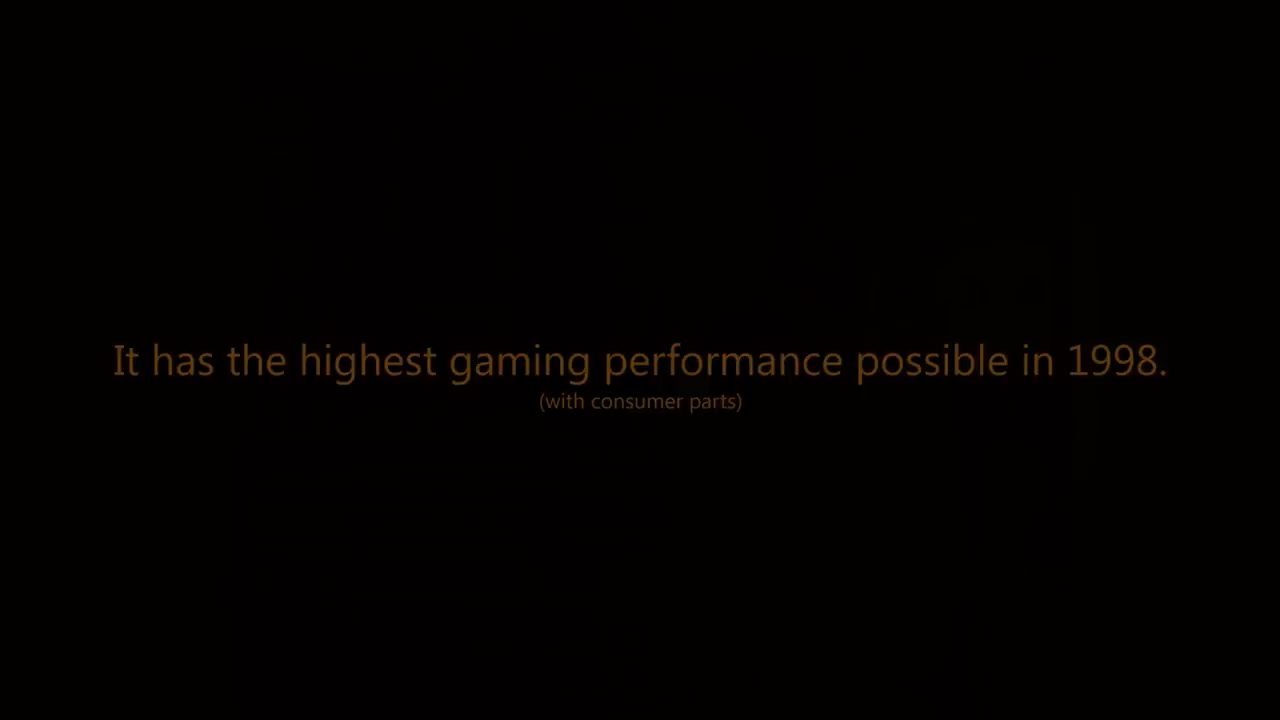 It has the highest gaming performance possible in 1998.
(with consumer parts)